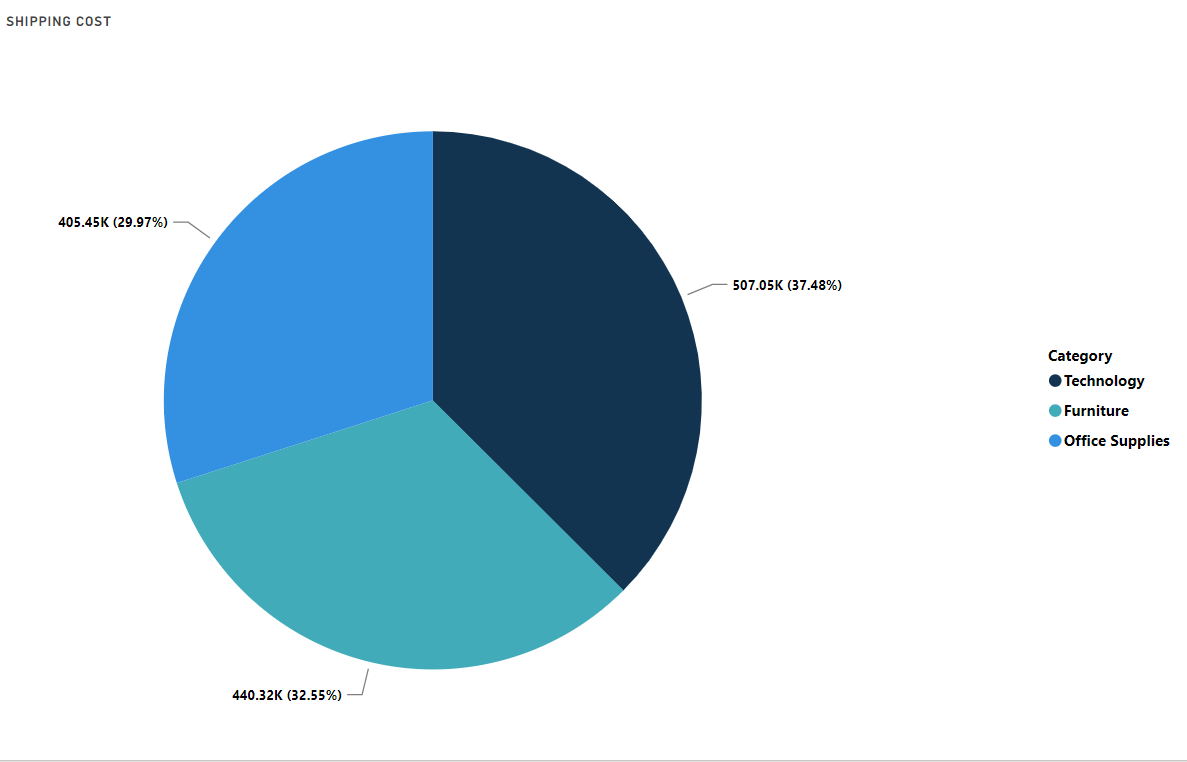 SHIPPING COST
405.45K (29.97%)
507.05K (37.48%)
440.32K (32.55%)
Category
Technology
Furniture
Office Supplies